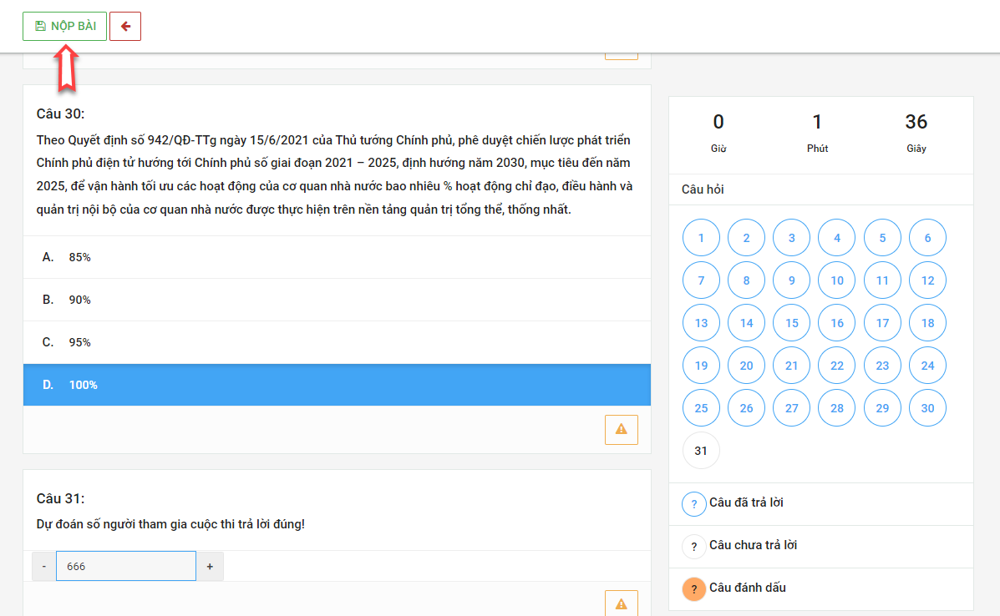 NỘP BÀI
Câu 30:
Theo Quyết định số 942/QĐ-TTg ngày 15/6/2021 của Thủ tướng Chính phủ, phê duyệt chiến lược phát triển
Chính phủ điện tử hướng tới Chính phủ số giai đoạn 2021 – 2025, định hướng năm 2030, mục tiêu đến năm
2025, để vận hành tối ưu các hoạt động của cơ quan nhà nước bao nhiêu % hoạt động chỉ đạo, điều hành và
quản trị nội bộ của cơ quan nhà nước được thực hiện trên nền tảng quản trị tổng thể, thống nhất.
A. 85%
B. 90%
C. 95%
D. 100%
Câu 31:
Dự đoán số người tham gia cuộc thi trả lời đúng!
- 666 +
0 1 36
Giờ Phút Giây
Câu hỏi
1 2 3 4 5 6
7 8 9 10 11 12
13 14 15 16 17 18
19 20 21 22 23 24
25 26 27 28 29 30
31
? Câu đã trả lời
? Câu chưa trả lời
? Câu đánh dấu